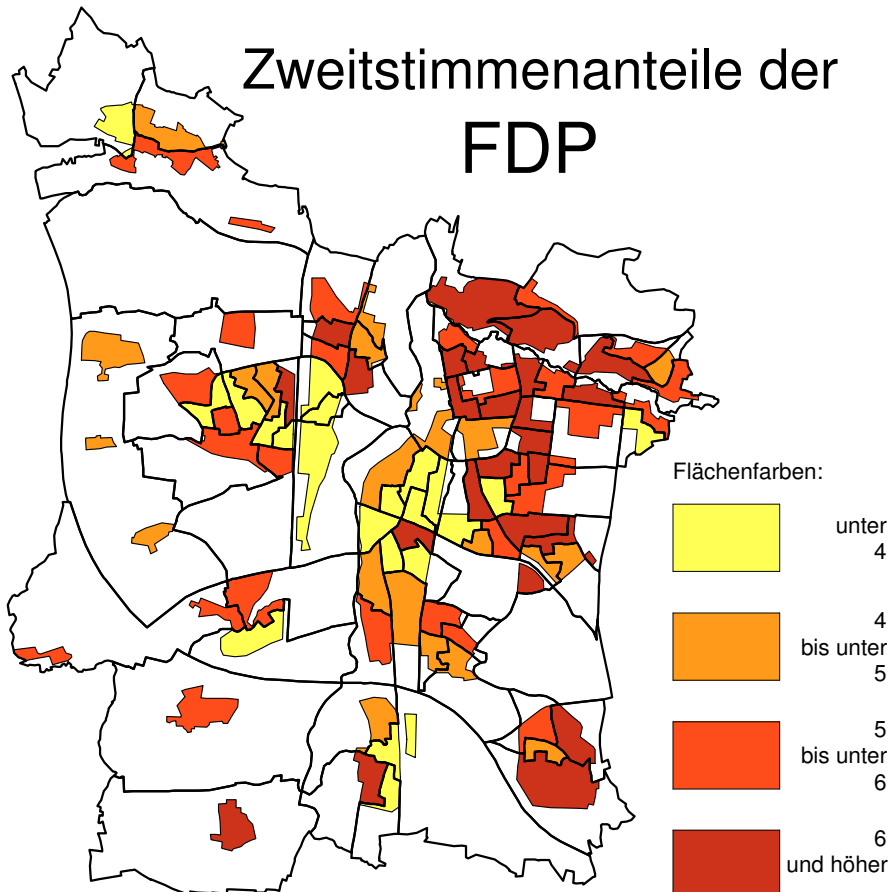 Zweitstimmenanteile der
FDP
Flächenfarben:
unter
4
4
bis unter
5
5
bis unter
6
6
und höher